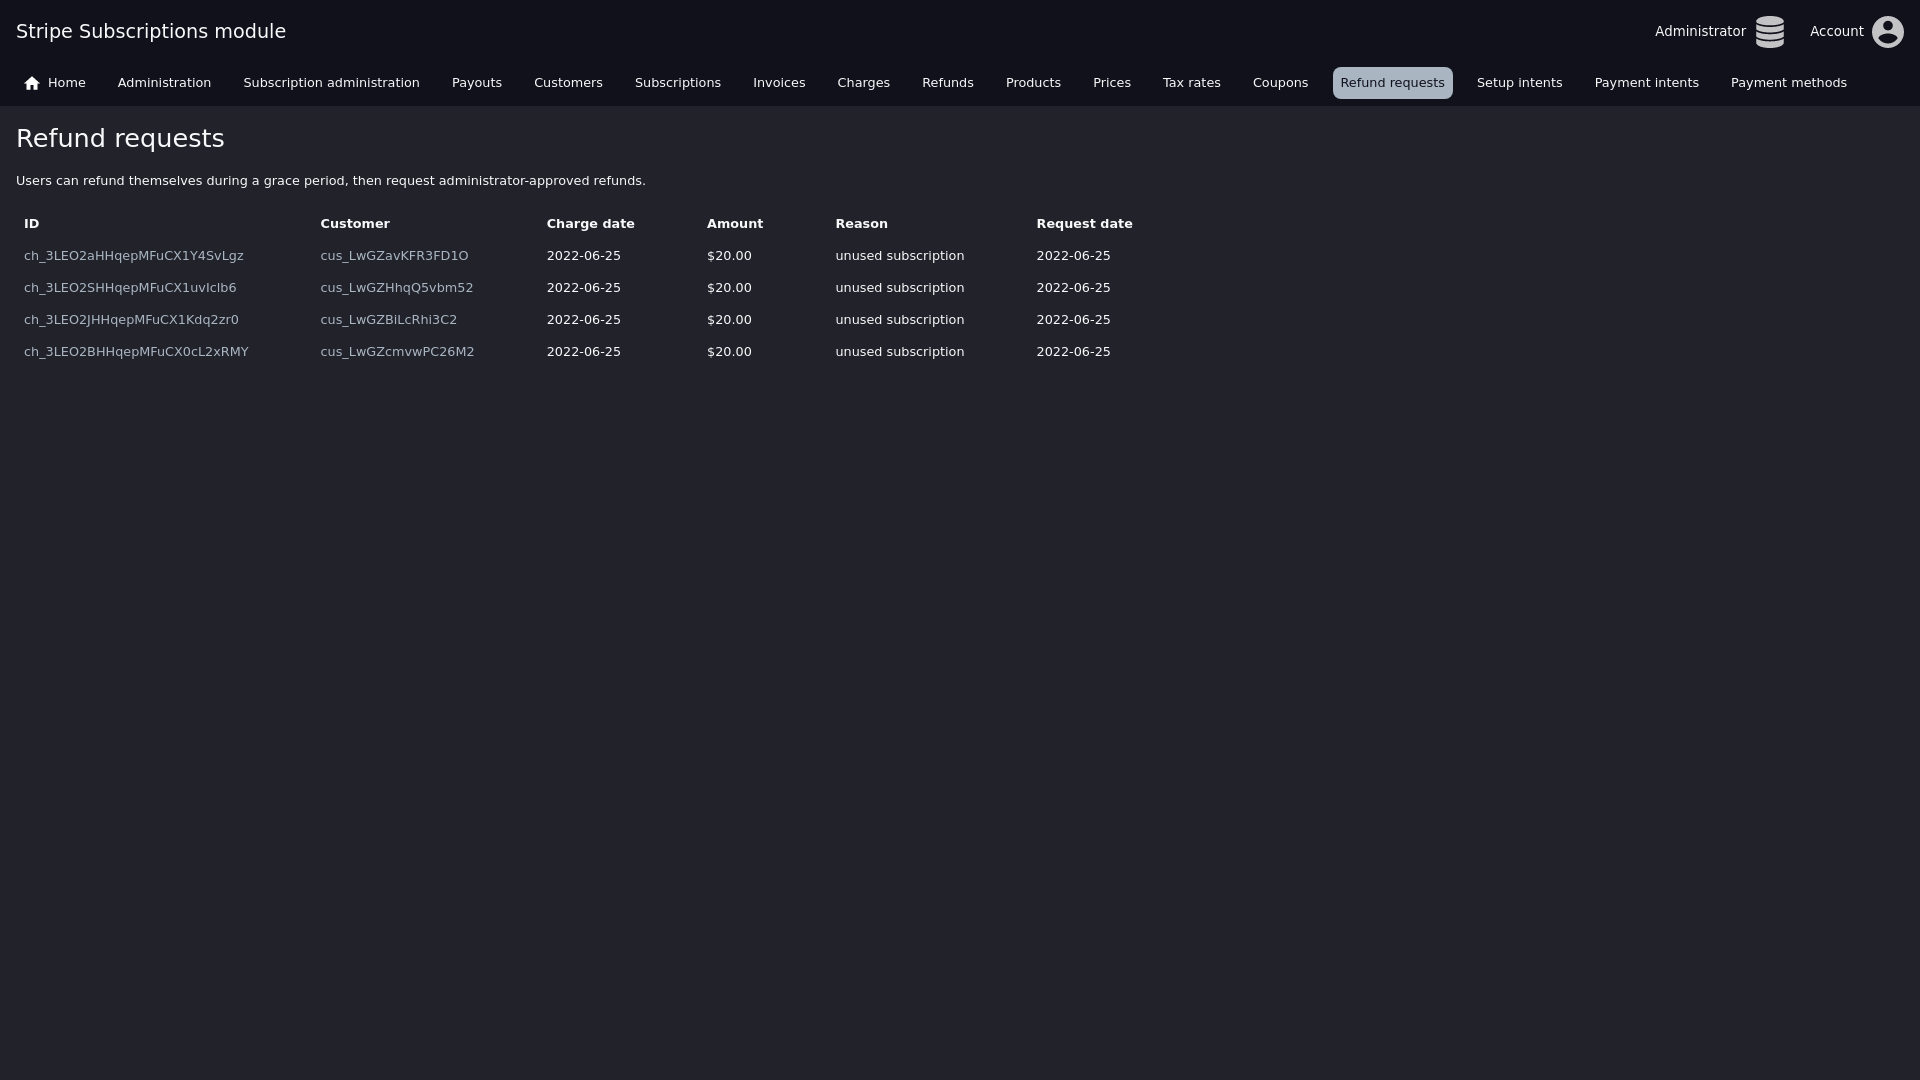 Stripe Subscriptions module
Administrator
Account
Home Administration Subscription administration Payouts Customers Subscriptions Invoices Charges Refunds Products Prices Tax rates Coupons Refund requests Setup intents Payment intents Payment methods
Refund requests
Users can refund themselves during a grace period, then request administrator-approved refunds.
ID Customer Charge date Amount Reason Request date
ch_3LEO2aHHqepMFuCX1Y4SvLgz cus_LwGZavKFR3FD1O 2022-06-25 $20.00 unused subscription 2022-06-25
ch_3LEO2SHHqepMFuCX1uvIclb6 cus_LwGZHhqQ5vbm52 2022-06-25 $20.00 unused subscription 2022-06-25
ch_3LEO2JHHqepMFuCX1Kdq2zr0 cus_LwGZBiLcRhi3C2 2022-06-25 $20.00 unused subscription 2022-06-25
ch_3LEO2BHHqepMFuCX0cL2xRMY cus_LwGZcmvwPC26M2 2022-06-25 $20.00 unused subscription 2022-06-25